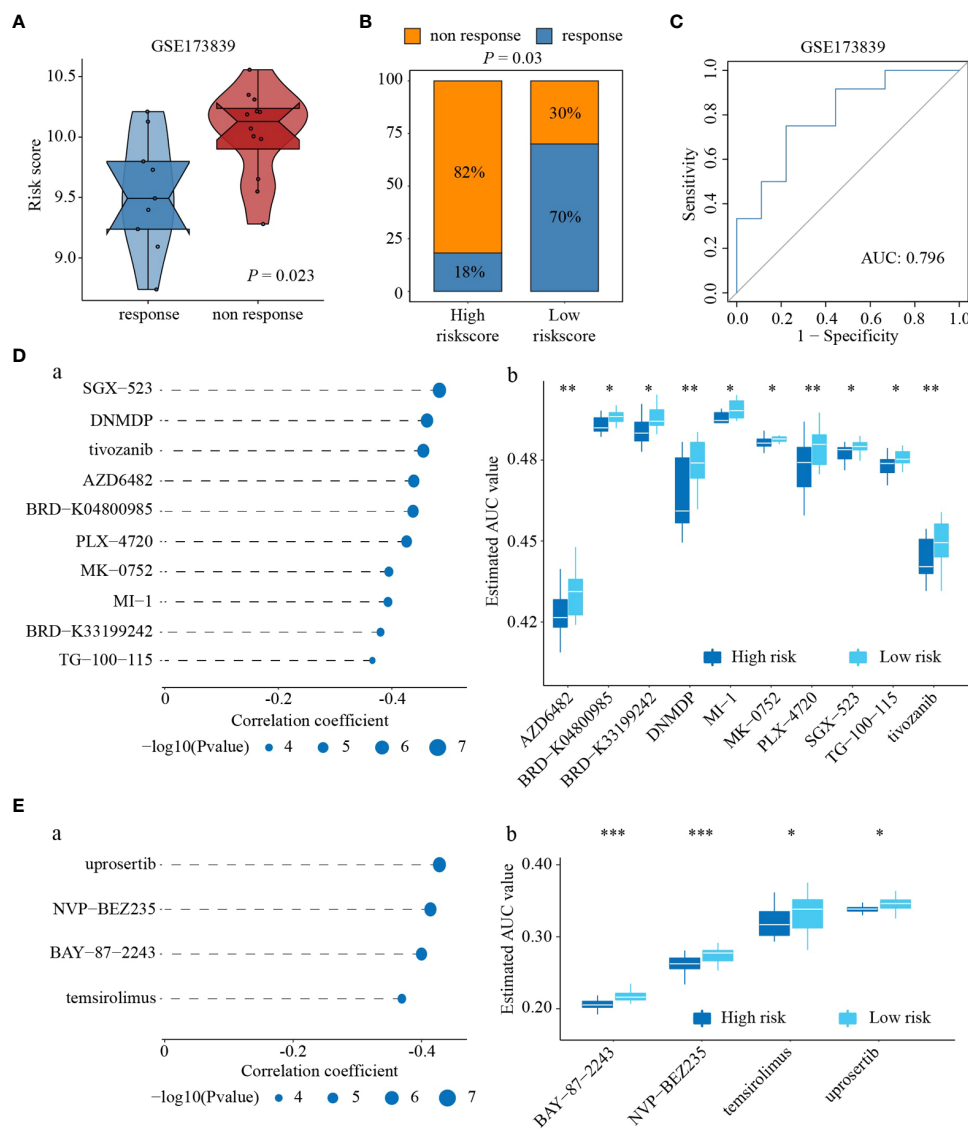 A
GSE173839
Risk score
10.5
10.0
9.5
9.0
P = 0.023
response
non response
B
non response
response
P = 0.03
100
75
50
25
0
82%
18%
30%
70%
High
riskscore
Low
riskscore
C
GSE173839
Sensitivity
1.0
0.8
0.6
0.4
0.2
0.0
AUC: 0.796
0.0 0.2 0.4 0.6 0.8 1.0
1 − Specificity
D
a
SGX−523
DNMDP
tivozanib
AZD6482
BRD−K04800985
PLX−4720
MK−0752
MI−1
BRD−K33199242
TG−100−115
0 -0.2 -0.4
Correlation coefficient
−log10(Pvalue) 4 5 6 7
b
** * * ** * * ** * * **
Estimated AUC value
0.48
0.45
0.42
High risk
Low risk
AZD6482
BRD−K04800985
BRD−K33199242
DNMDP
MI−1
MK−0752
PLX−4720
SGX−523
TG−100−115
tivozanib
E
a
uprosertib
NVP−BEZ235
BAY−87−2243
temsirolimus
0 -0.2 -0.4
Correlation coefficient
−log10(Pvalue) 4 5 6 7
b
*** *** * *
Estimated AUC value
0.40
0.30
0.20
High risk
Low risk
BAY−87−2243
NVP−BEZ235
temsirolimus
uprosertib